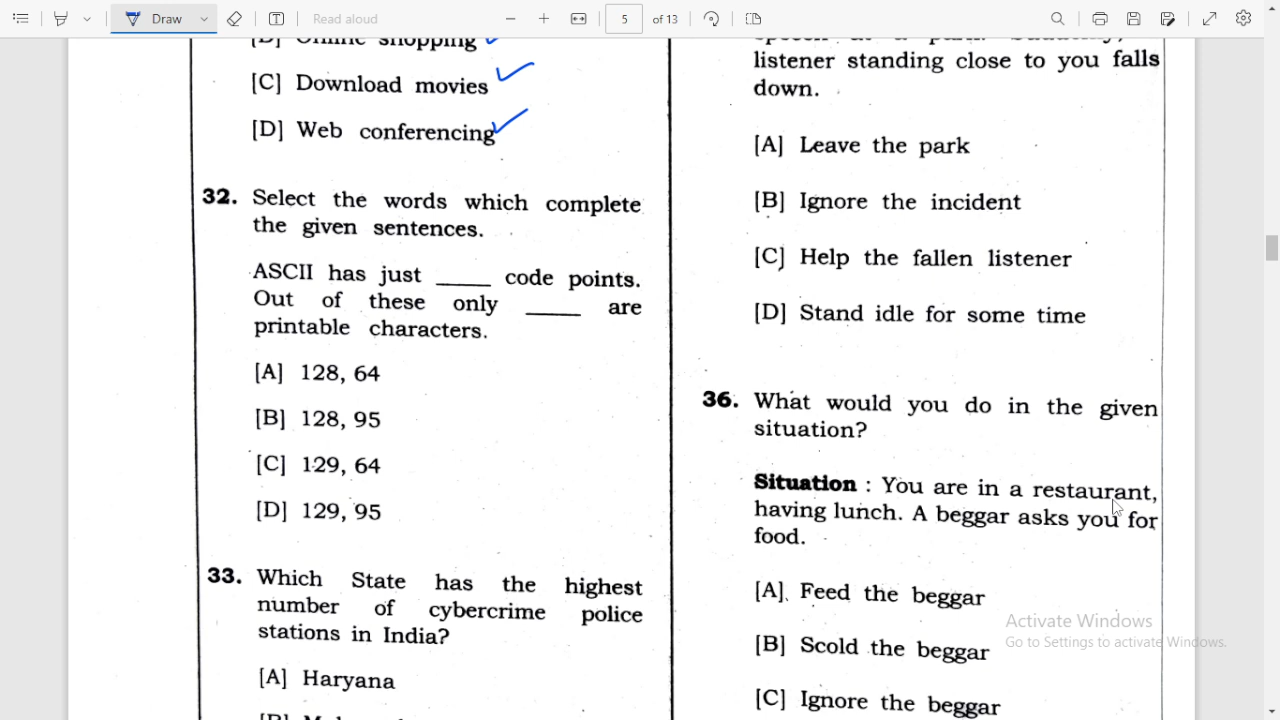 Draw
Read aloud
5
of 13
[C] Download movies
[D] Web conferencing
32. Select the words which complete
the given sentences.
ASCII has just ____ code points.
Out of these only ____ are
printable characters.
[A] 128, 64
[B] 128, 95
[C] 129, 64
[D] 129, 95
33. Which State has the highest
number of cybercrime police
stations in India?
[A] Haryana
listener standing close to you falls
down.
[A] Leave the park
[B] Ignore the incident
[C] Help the fallen listener
[D] Stand idle for some time
36. What would you do in the given
situation?
Situation : You are in a restaurant,
having lunch. A beggar asks you for
food.
[A] Feed the beggar
[B] Scold the beggar
[C] Ignore the beggar
Activate Windows
Go to Settings to activate Windows.